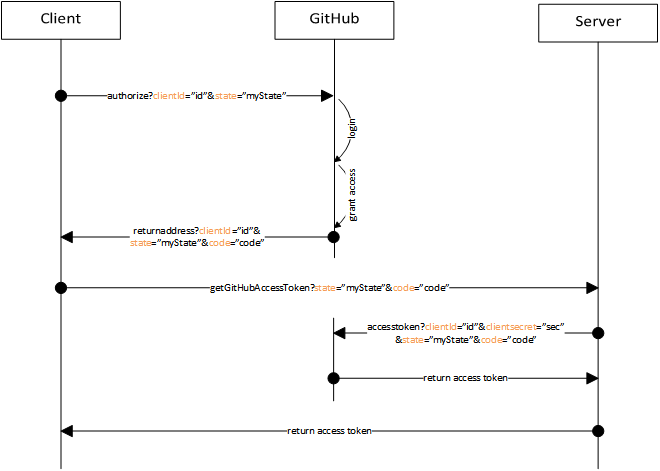 Client
GitHub
Server
authorize?clientId="id"&state="myState"
login
grant access
returnaddress?clientId="id"&
state="myState"&code="code"
getGitHubAccessToken?state="myState"&code="code"
accesstoken?clientId="id"&clientsecret="sec"
&state="myState"&code="code"
return access token
return access token